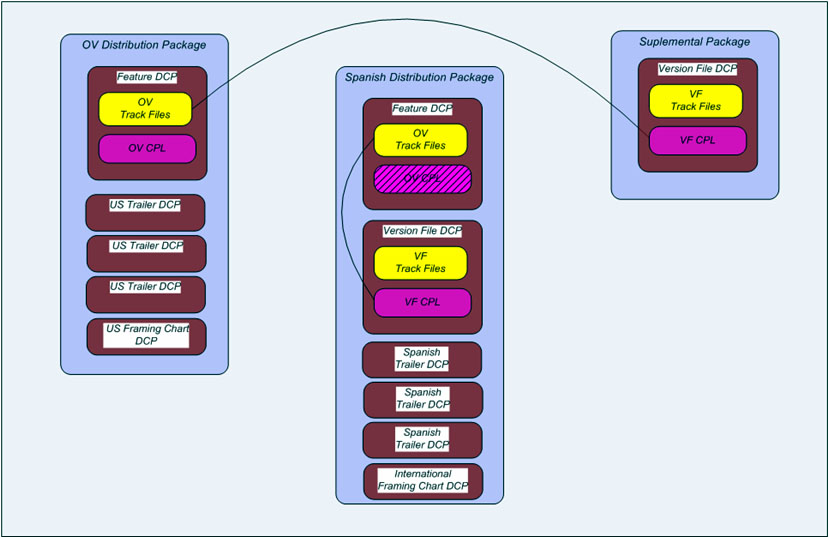 OV Distribution Package
Feature DCP
OV
Track Files
OV CPL
US Trailer DCP
US Trailer DCP
US Trailer DCP
US Framing Chart
DCP
Spanish Distribution Package
Feature DCP
OV
Track Files
OV CPL
Version File DCP
VF
Track Files
VF CPL
Spanish
Trailer DCP
Spanish
Trailer DCP
Spanish
Trailer DCP
International
Framing Chart DCP
Suplemental Package
Version File DCP
VF
Track Files
VF CPL